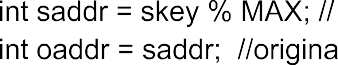 int saddr = skey % MAX; //
int oaddr = saddr;  //origina